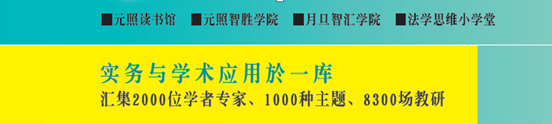 ■元照读书馆 ■元照智胜学院 ■月旦智汇学院 ■法学思维小学堂
实务与学术应用於一库
汇集2000位学者专家、1000种主题、8300场教研